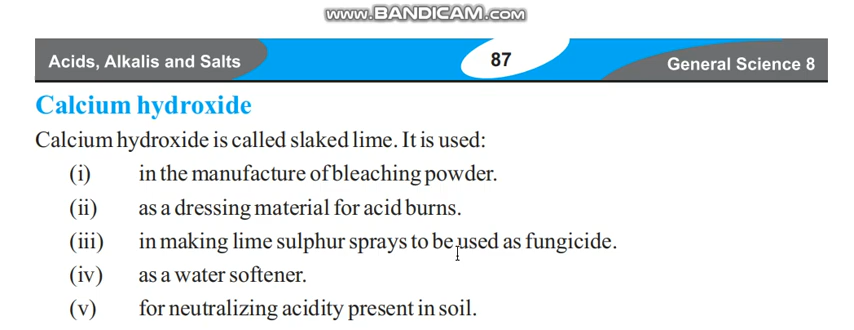 www.BANDICAM.com
Acids, Alkalis and Salts 87 General Science 8
Calcium hydroxide
Calcium hydroxide is called slaked lime. It is used:
(i) in the manufacture of bleaching powder.
(ii) as a dressing material for acid burns.
(iii) in making lime sulphur sprays to be used as fungicide.
(iv) as a water softener.
(v) for neutralizing acidity present in soil.